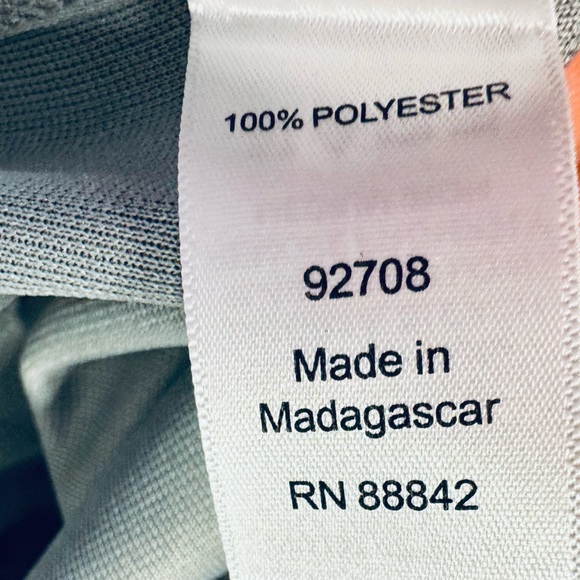 100% POLYESTER
92708
Made in
Madagascar
RN 88842